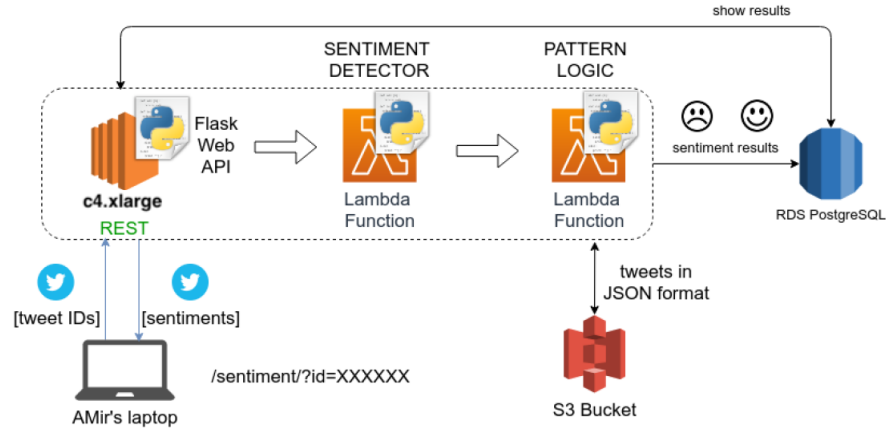 show results
SENTIMENT
DETECTOR
PATTERN
LOGIC
Flask
Web
API
c4.xlarge
REST
Lambda
Function
Lambda
Function
sentiment results
RDS PostgreSQL
[tweet IDs]
[sentiments]
tweets in
JSON format
/sentiment/?id=XXXXXX
AMir's laptop
S3 Bucket